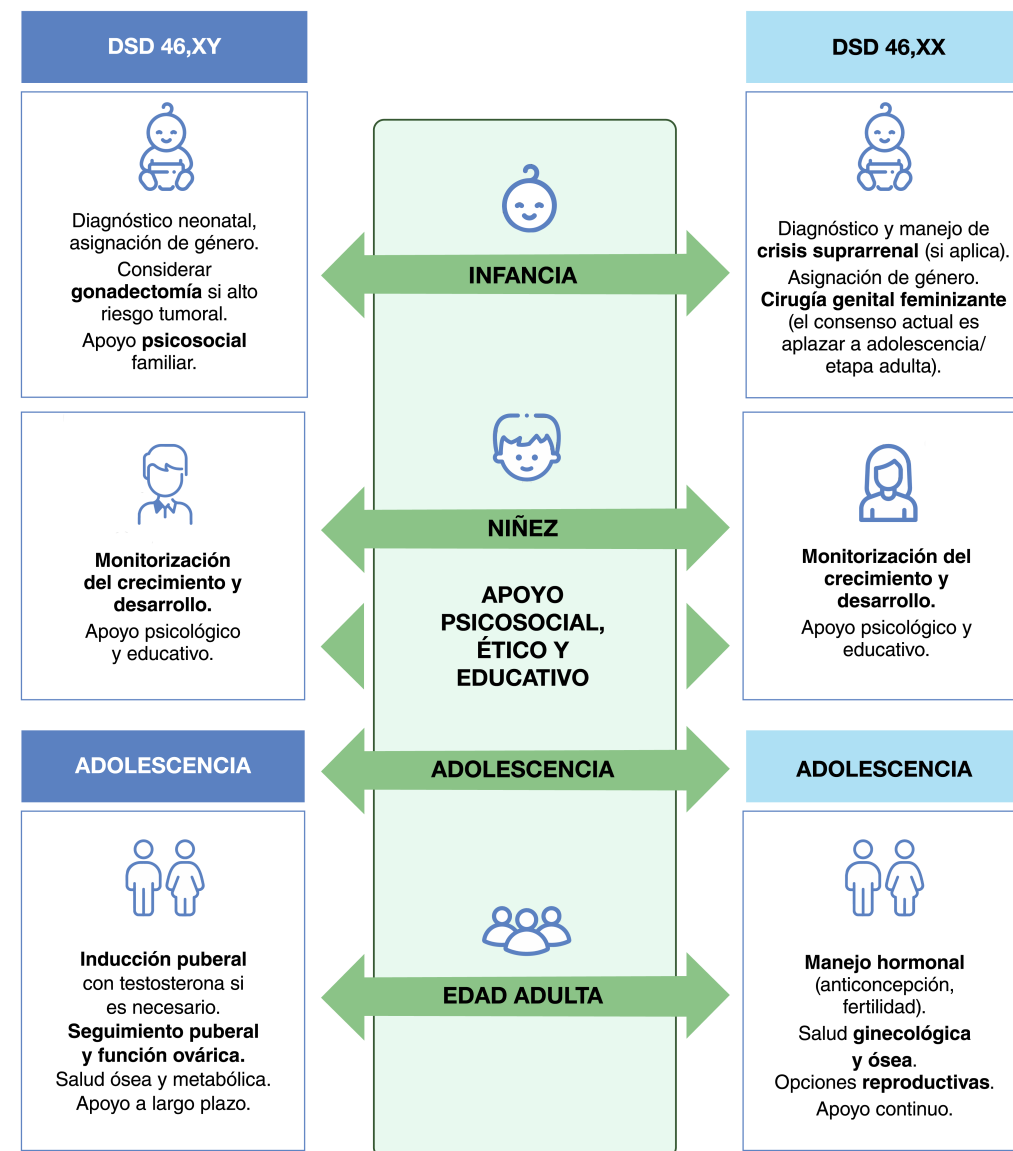 DSD 46,XY
Diagnóstico neonatal,
asignación de género.
Considerar
gonadectomía si alto
riesgo tumoral.
Apoyo psicosocial
familiar.
Monitorización
del crecimiento y
desarrollo.
Apoyo psicológico
y educativo.
ADOLESCENCIA
Inducción puberal
con testosterona si
es necesario.
Seguimiento puberal
y función ovárica.
Salud ósea y metabólica.
Apoyo a largo plazo.
INFANCIA
NIÑEZ
APOYO
PSICOSOCIAL,
ÉTICO Y
EDUCATIVO
ADOLESCENCIA
EDAD ADULTA
DSD 46,XX
Diagnóstico y manejo de
crisis suprarrenal (si aplica).
Asignación de género.
Cirugía genital feminizante
(el consenso actual es
aplazar a adolescencia/
etapa adulta).
Monitorización del
crecimiento y
desarrollo.
Apoyo psicológico y
educativo.
ADOLESCENCIA
Manejo hormonal
(anticoncepción,
fertilidad).
Salud ginecológica
y ósea.
Opciones reproductivas.
Apoyo continuo.